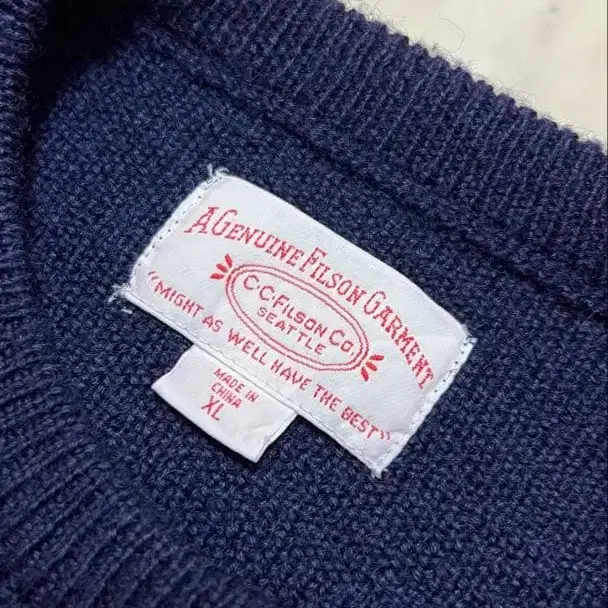 A GENUINE FILSON GARMENT
C·C·FILSON CO
SEATTLE
"MIGHT AS WELL HAVE THE BEST"
MADE IN
CHINA
XL